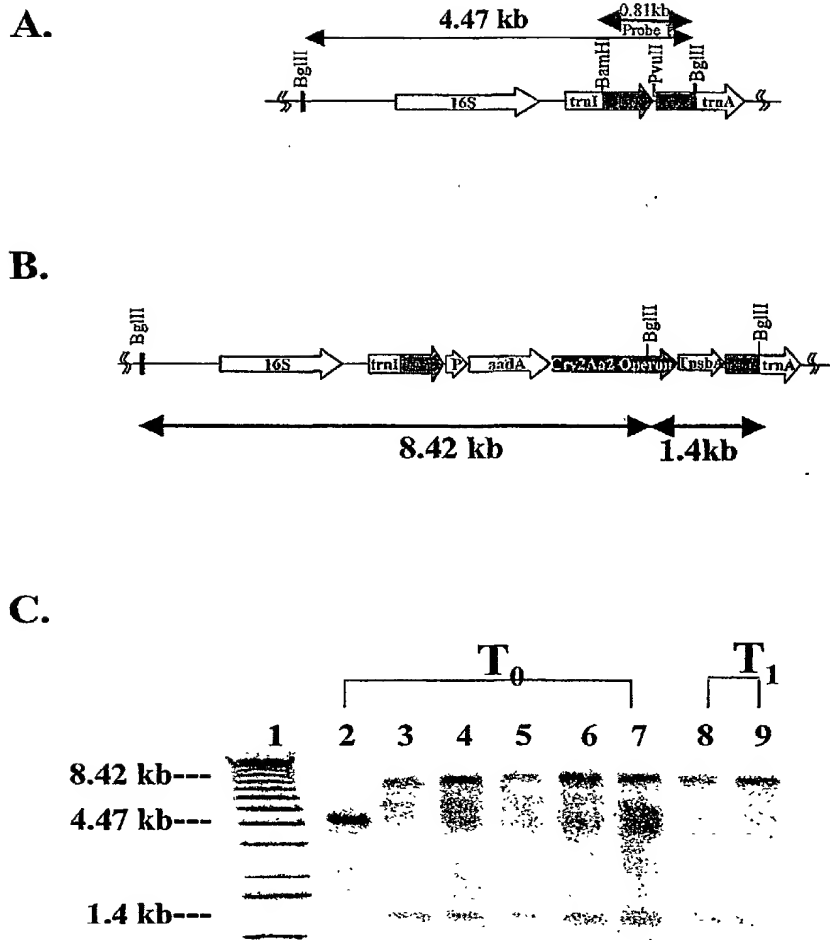 A.
4.47 kb
0.81kb
Probe P
BglII
BamHI
PvuII
BglII
16S
trnI
trnA
B.
BglII
BglII
BglII
16S
trnI
P
aadA
Cry2Aa2 Operon
TpsbA
trnA
8.42 kb
1.4kb
C.
T0
T1
1 2 3 4 5 6 7 8 9
8.42 kb---
4.47 kb---
1.4 kb---